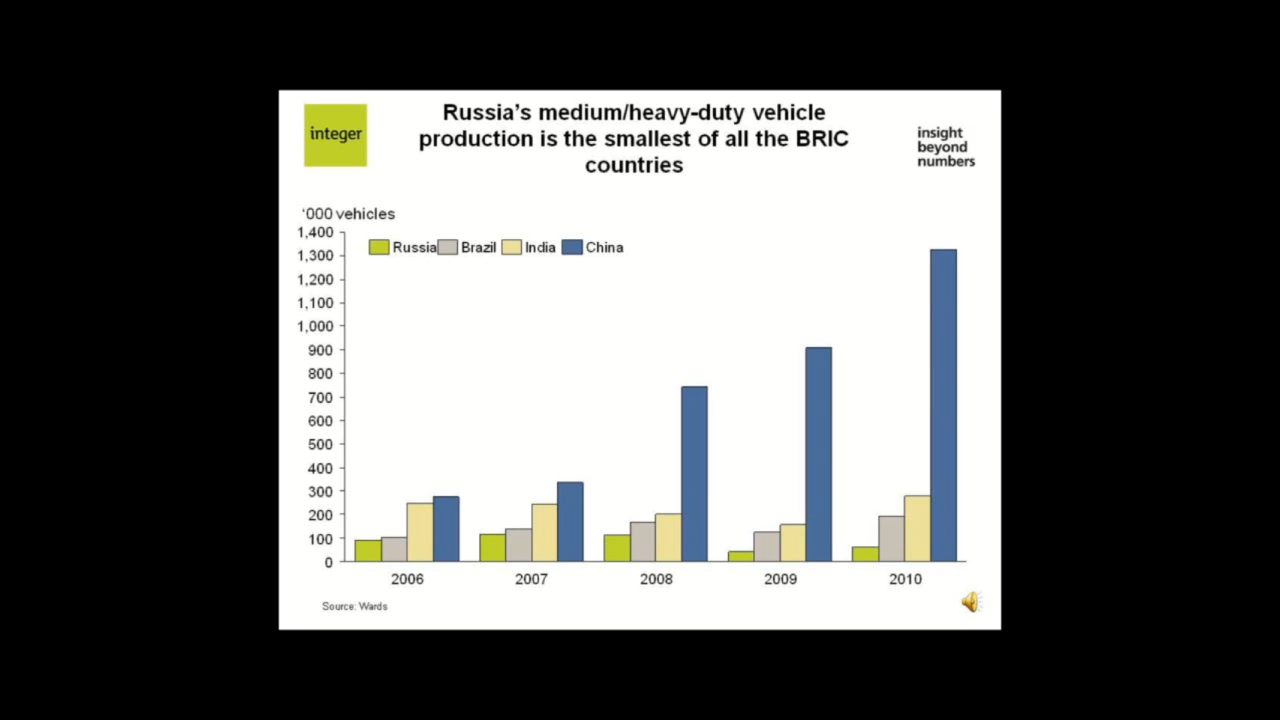 integer
Russia’s medium/heavy-duty vehicle
production is the smallest of all the BRIC
countries
insight
beyond
numbers
‘000 vehicles
1,400
1,300
1,200
1,100
1,000
900
800
700
600
500
400
300
200
100
0
Russia Brazil India China
2006 2007 2008 2009 2010
Source: Wards